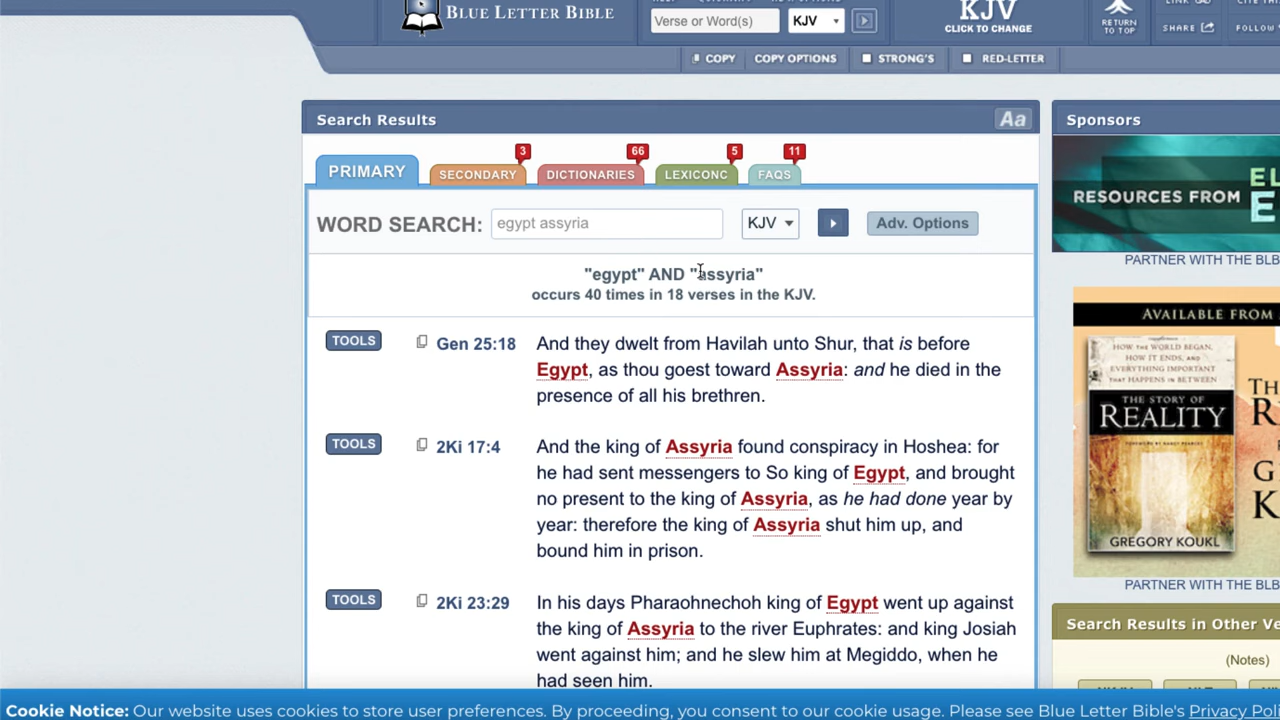 BLUE LETTER BIBLE
Verse or Word(s)
KJV
KJV
CLICK TO CHANGE
RETURN
TO TOP
SHARE
FOLLOW
COPY
COPY OPTIONS
STRONG'S
RED-LETTER
Search Results
Aa
Sponsors
PRIMARY
SECONDARY
3
DICTIONARIES
66
LEXICONC
5
FAQS
11
WORD SEARCH:
egypt assyria
KJV
Adv. Options
"egypt" AND "assyria"
occurs 40 times in 18 verses in the KJV.
TOOLS
Gen 25:18
And they dwelt from Havilah unto Shur, that is before
Egypt, as thou goest toward Assyria: and he died in the
presence of all his brethren.
TOOLS
2Ki 17:4
And the king of Assyria found conspiracy in Hoshea: for
he had sent messengers to So king of Egypt, and brought
no present to the king of Assyria, as he had done year by
year: therefore the king of Assyria shut him up, and
bound him in prison.
TOOLS
2Ki 23:29
In his days Pharaohnechoh king of Egypt went up against
the king of Assyria to the river Euphrates: and king Josiah
went against him; and he slew him at Megiddo, when he
had seen him.
RESOURCES FROM
EL
E
PARTNER WITH THE BLB
AVAILABLE FROM
HOW THE WORLD BEGAN,
HOW IT ENDS, AND
EVERYTHING IMPORTANT
THAT HAPPENS IN BETWEEN
THE STORY OF
REALITY
GREGORY KOUKL
TH
R
G
K
PARTNER WITH THE BLB
Search Results in Other Ve
(Notes)
Cookie Notice: Our website uses cookies to store user preferences. By proceeding, you consent to our cookie usage. Please see Blue Letter Bible's Privacy Pol